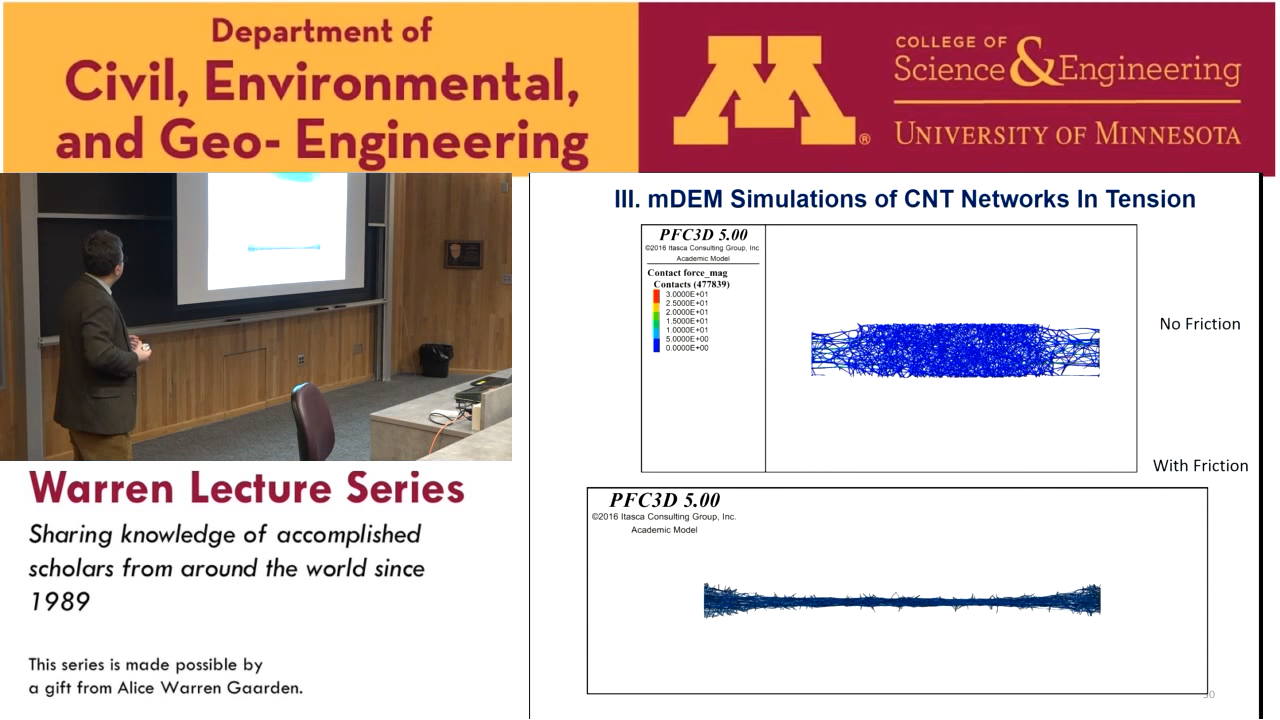 Department of
Civil, Environmental,
and Geo- Engineering
M
®
COLLEGE OF
Science & Engineering
UNIVERSITY OF MINNESOTA
III. mDEM Simulations of CNT Networks In Tension
PFC3D 5.00
©2016 Itasca Consulting Group, Inc
Academic Model
Contact force_mag
Contacts (477839)
3.0000E+01
2.5000E+01
2.0000E+01
1.5000E+01
1.0000E+01
5.0000E+00
0.0000E+00
No Friction
With Friction
PFC3D 5.00
©2016 Itasca Consulting Group, Inc.
Academic Model
Warren Lecture Series
Sharing knowledge of accomplished
scholars from around the world since
1989
This series is made possible by
a gift from Alice Warren Gaarden.